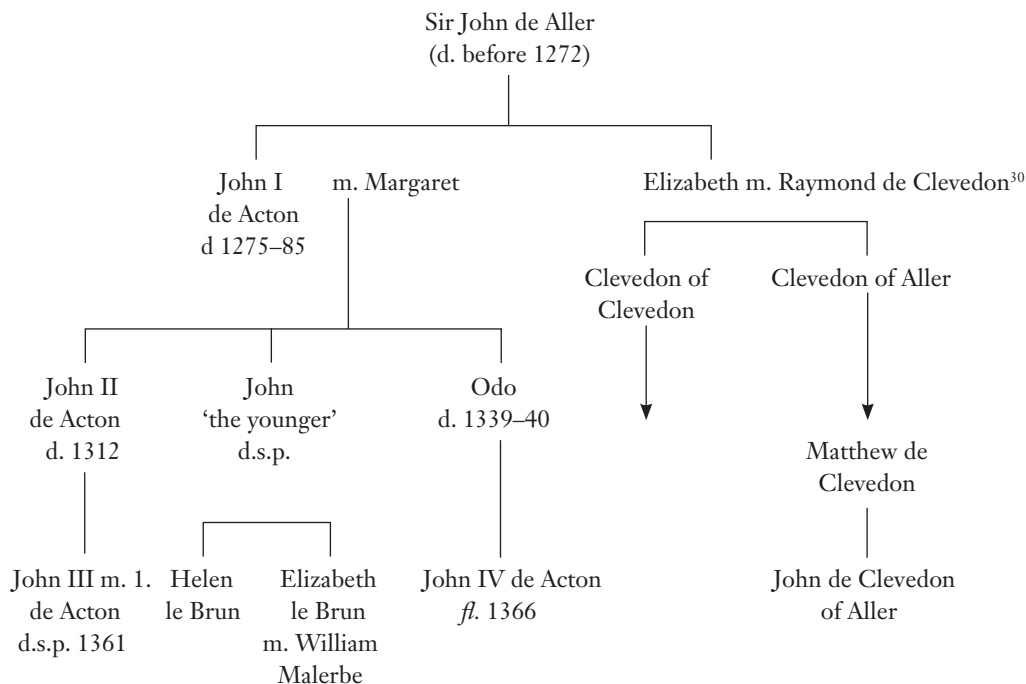 Sir John de Aller
(d. before 1272)
John I
de Acton
d 1275–85
m. Margaret
Elizabeth m. Raymond de Clevedon³⁰
Clevedon of
Clevedon
Clevedon of Aller
John II
de Acton
d. 1312
John
‘the younger’
d.s.p.
Odo
d. 1339–40
Matthew de
Clevedon
John III m. 1.
de Acton
d.s.p. 1361
Helen
le Brun
Elizabeth
le Brun
m. William
Malerbe
John IV de Acton
fl. 1366
John de Clevedon
of Aller